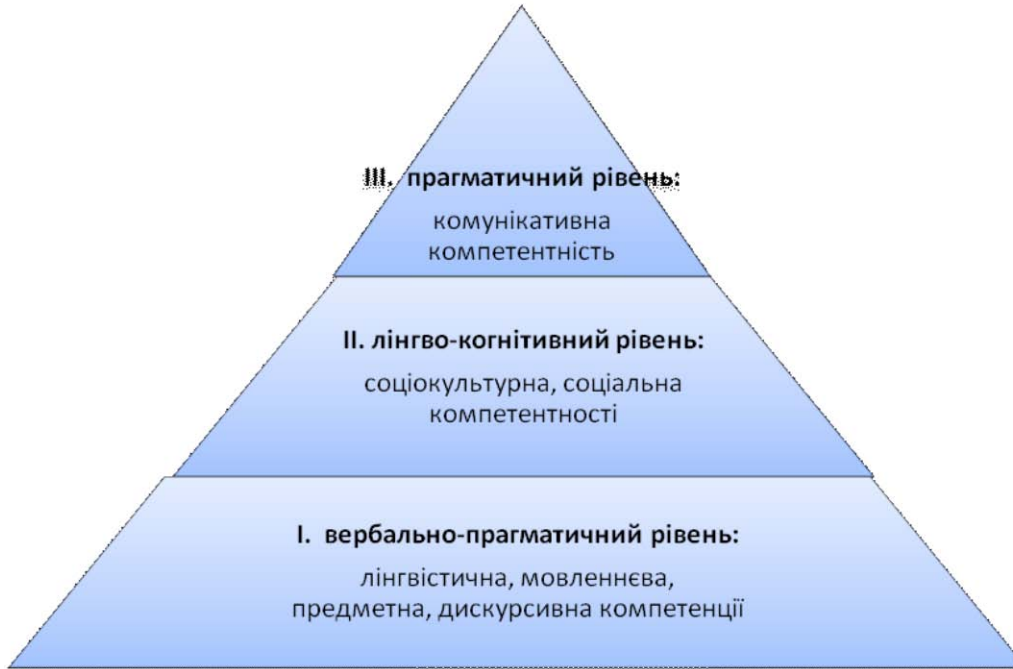 III. прагматичний рівень:
комунікативна
компетентність
II. лінгво-когнітивний рівень:
соціокультурна, соціальна
компетентності
I. вербально-прагматичний рівень:
лінгвістична, мовленнєва,
предметна, дискурсивна компетенції